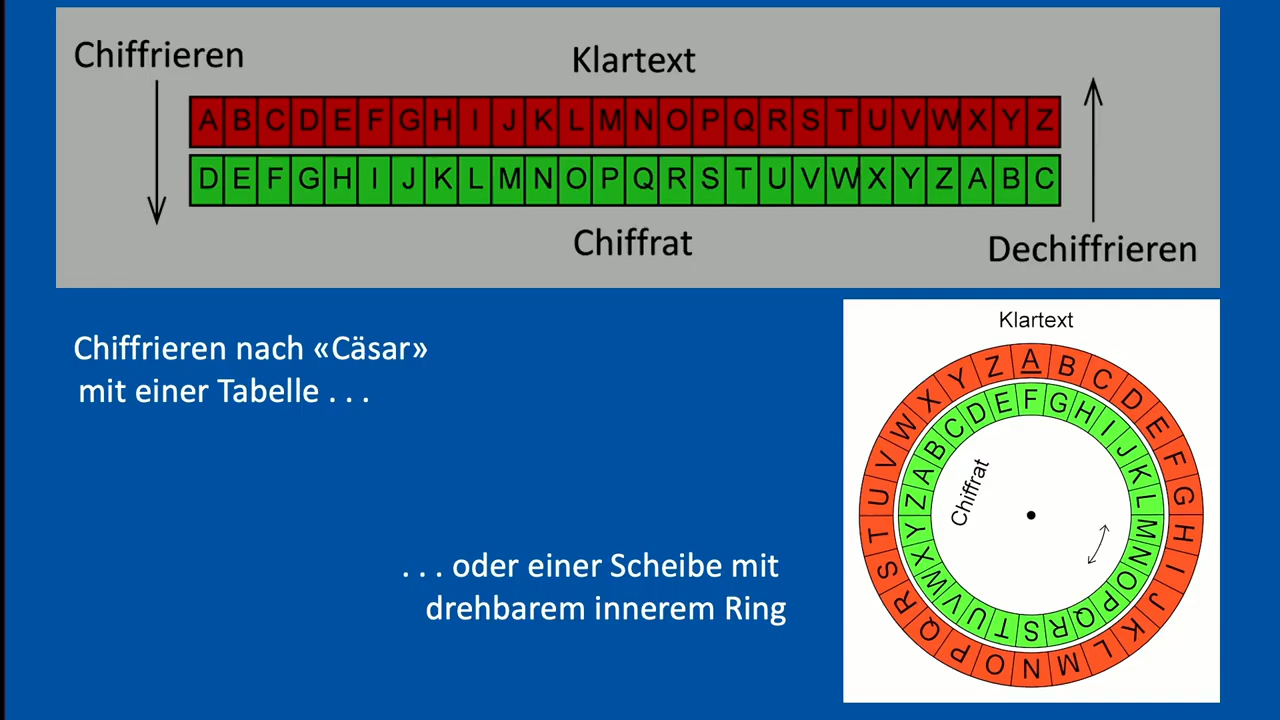 Chiffrieren
Klartext
A B C D E F G H I J K L M N O P Q R S T U V W X Y Z
D E F G H I J K L M N O P Q R S T U V W X Y Z A B C
Chiffrat
Dechiffrieren
Chiffrieren nach «Cäsar»
mit einer Tabelle . . .
. . . oder einer Scheibe mit
drehbarem innerem Ring
Klartext
A B C D E F G H I J K L M N O P Q R S T U V W X Y Z
F G H I J K L M N O P Q R S T U V W X Y Z A B C D E
Chiffrat